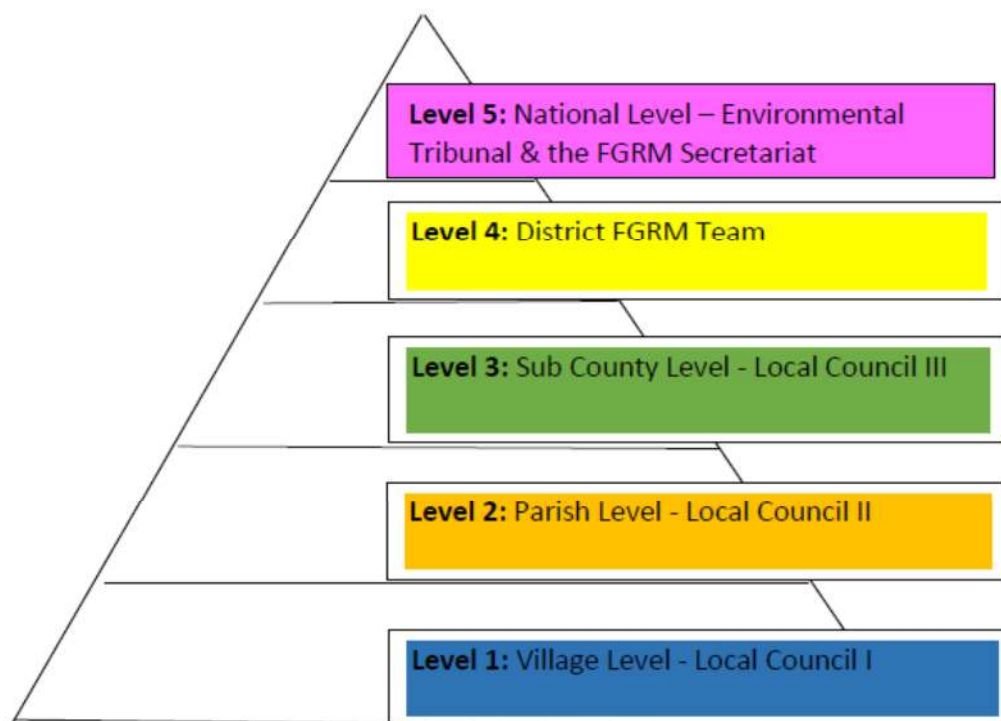 Level 5: National Level – Environmental
Tribunal & the FGRM Secretariat
Level 4: District FGRM Team
Level 3: Sub County Level - Local Council III
Level 2: Parish Level - Local Council II
Level 1: Village Level - Local Council I